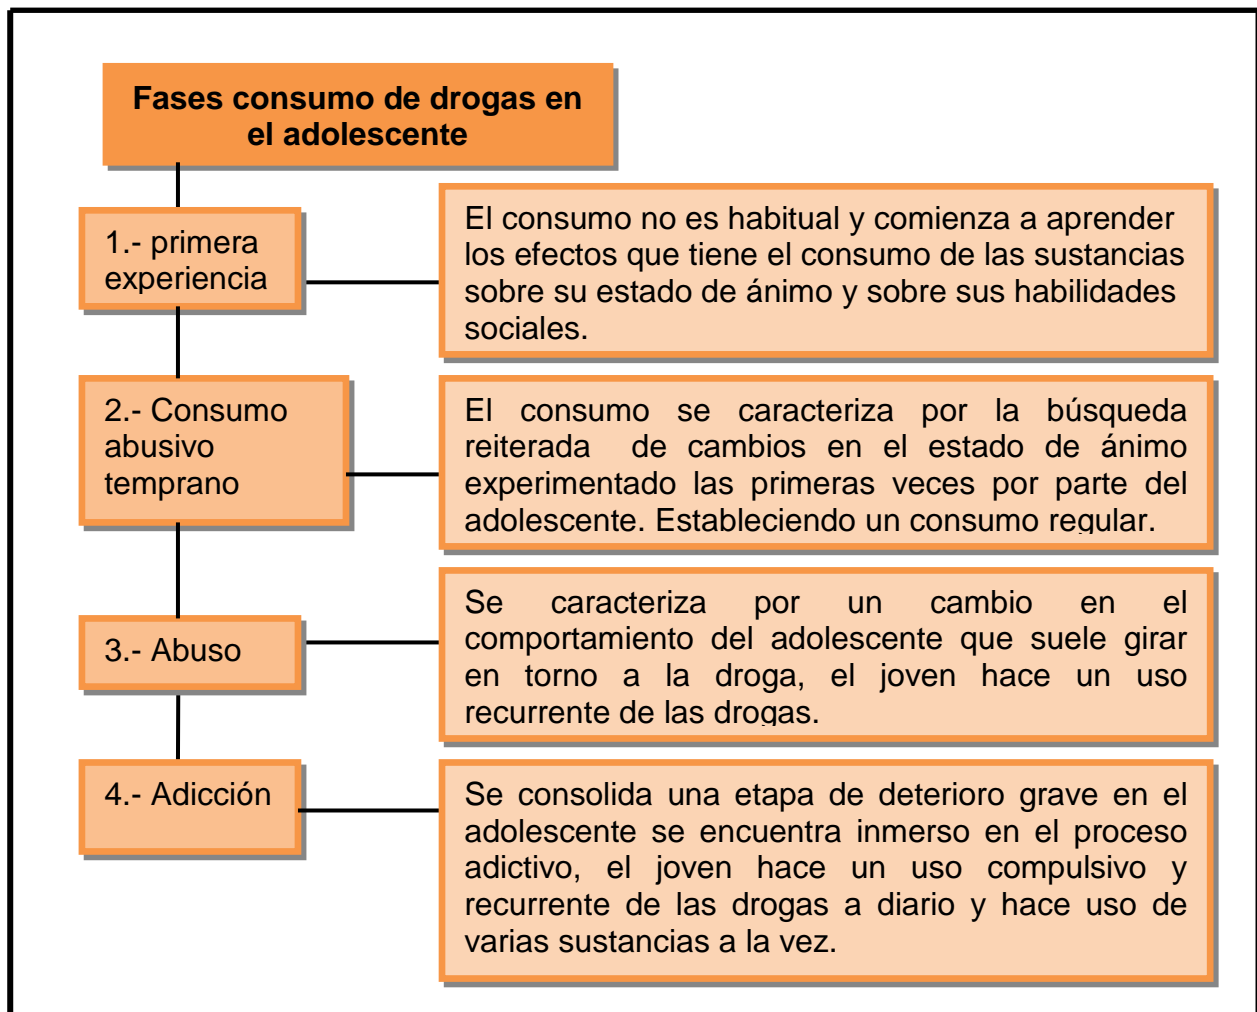 Fases consumo de drogas en
el adolescente
1.- primera
experiencia
El consumo no es habitual y comienza a aprender
los efectos que tiene el consumo de las sustancias
sobre su estado de ánimo y sobre sus habilidades
sociales.
2.- Consumo
abusivo
temprano
El consumo se caracteriza por la búsqueda
reiterada de cambios en el estado de ánimo
experimentado las primeras veces por parte del
adolescente. Estableciendo un consumo regular.
3.- Abuso
Se caracteriza por un cambio en el
comportamiento del adolescente que suele girar
en torno a la droga, el joven hace un uso
recurrente de las drogas.
4.- Adicción
Se consolida una etapa de deterioro grave en el
adolescente se encuentra inmerso en el proceso
adictivo, el joven hace un uso compulsivo y
recurrente de las drogas a diario y hace uso de
varias sustancias a la vez.